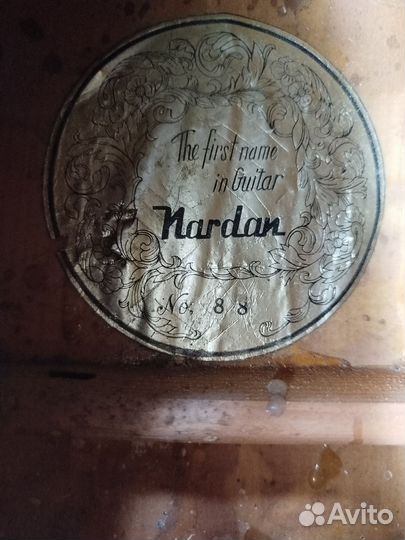 The first name
in Guitar
Nardan
No. 88
Avito